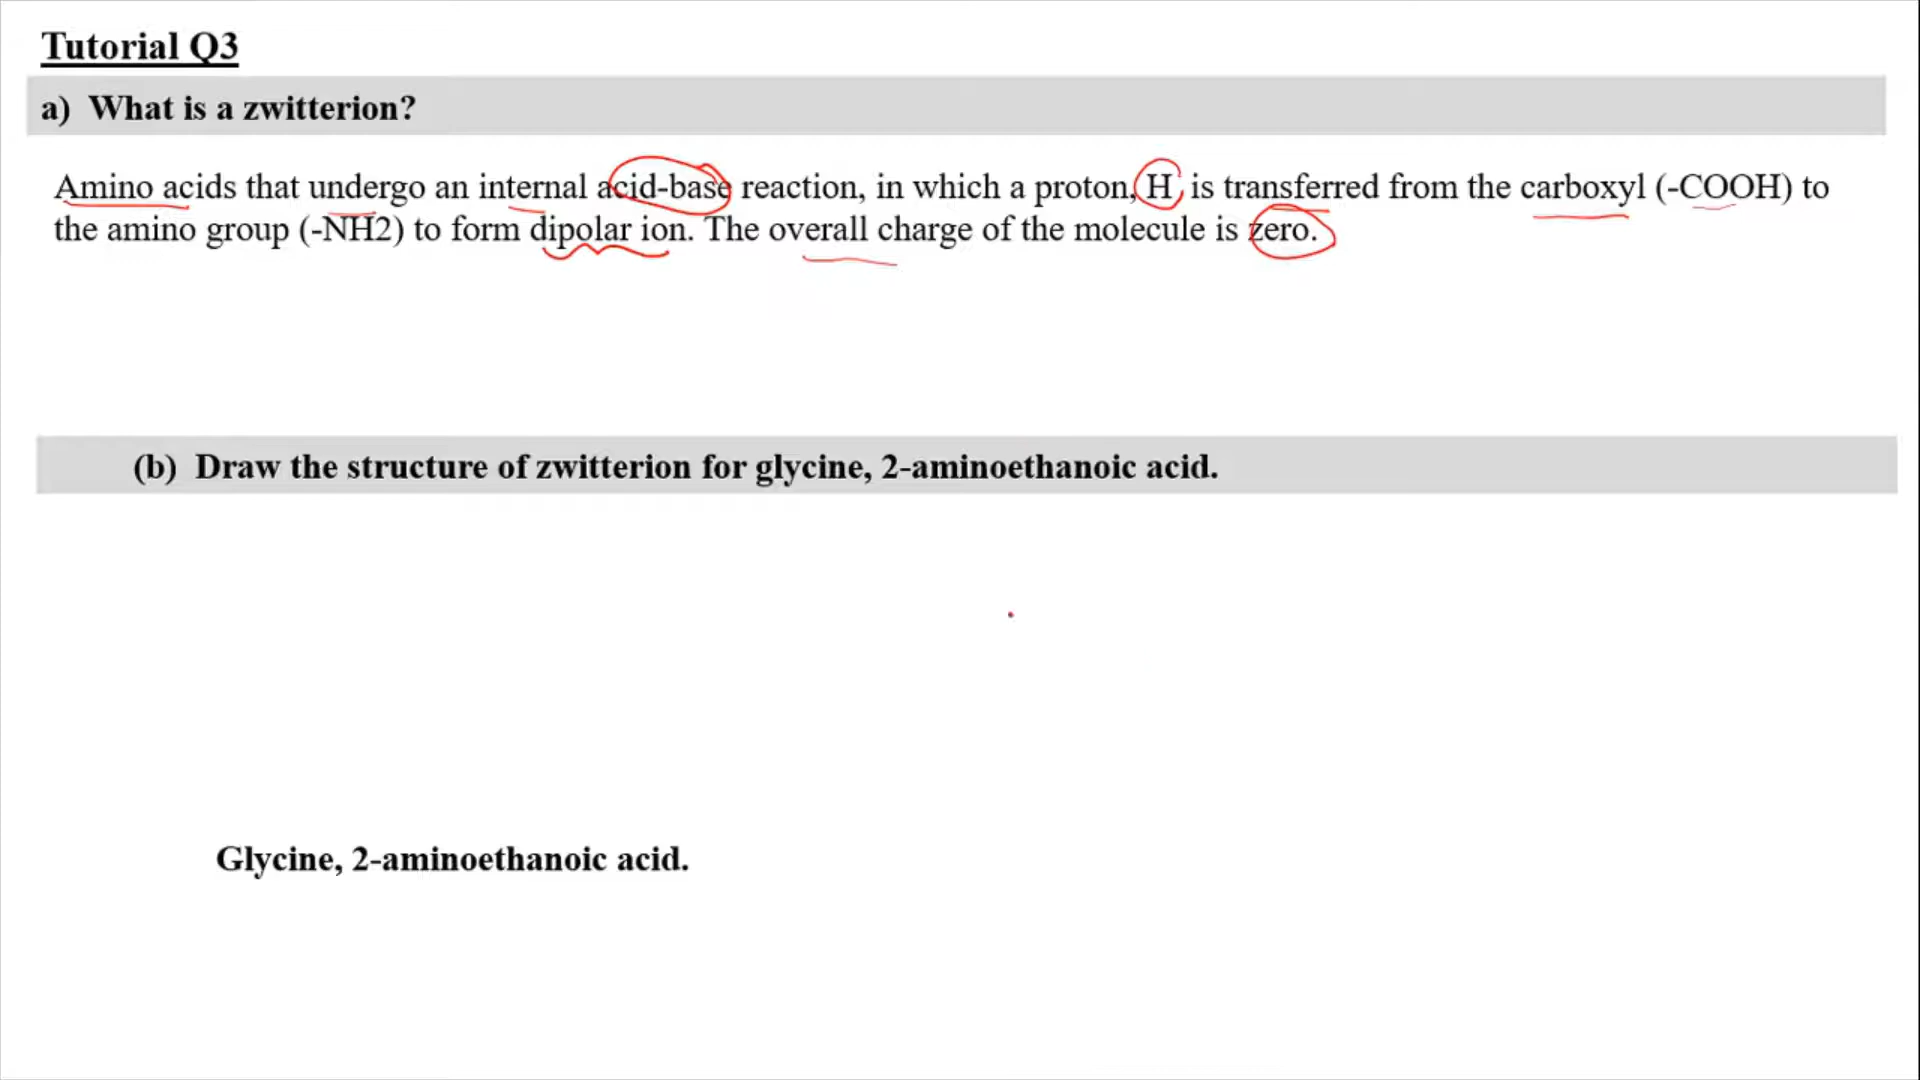 Tutorial Q3
a) What is a zwitterion?
Amino acids that undergo an internal acid-base reaction, in which a proton, H is transferred from the carboxyl (-COOH) to
the amino group (-NH2) to form dipolar ion. The overall charge of the molecule is zero.
(b) Draw the structure of zwitterion for glycine, 2-aminoethanoic acid.
Glycine, 2-aminoethanoic acid.